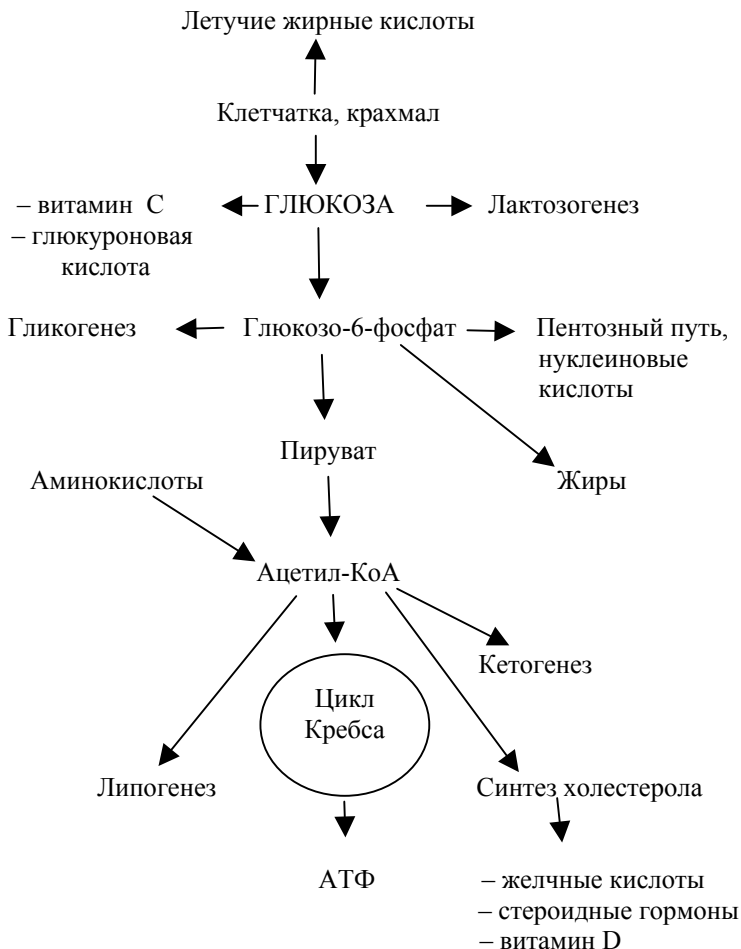 Летучие жирные кислоты
Клетчатка, крахмал
– витамин С
– глюкуроновая
кислота
ГЛЮКОЗА
Лактозогенез
Гликогенез
Глюкозо-6-фосфат
Пентозный путь,
нуклеиновые
кислоты
Пируват
Аминокислоты
Жиры
Ацетил-КоА
Кетогенез
Цикл
Кребса
Липогенез
Синтез холестерола
АТФ
– желчные кислоты
– стероидные гормоны
– витамин D